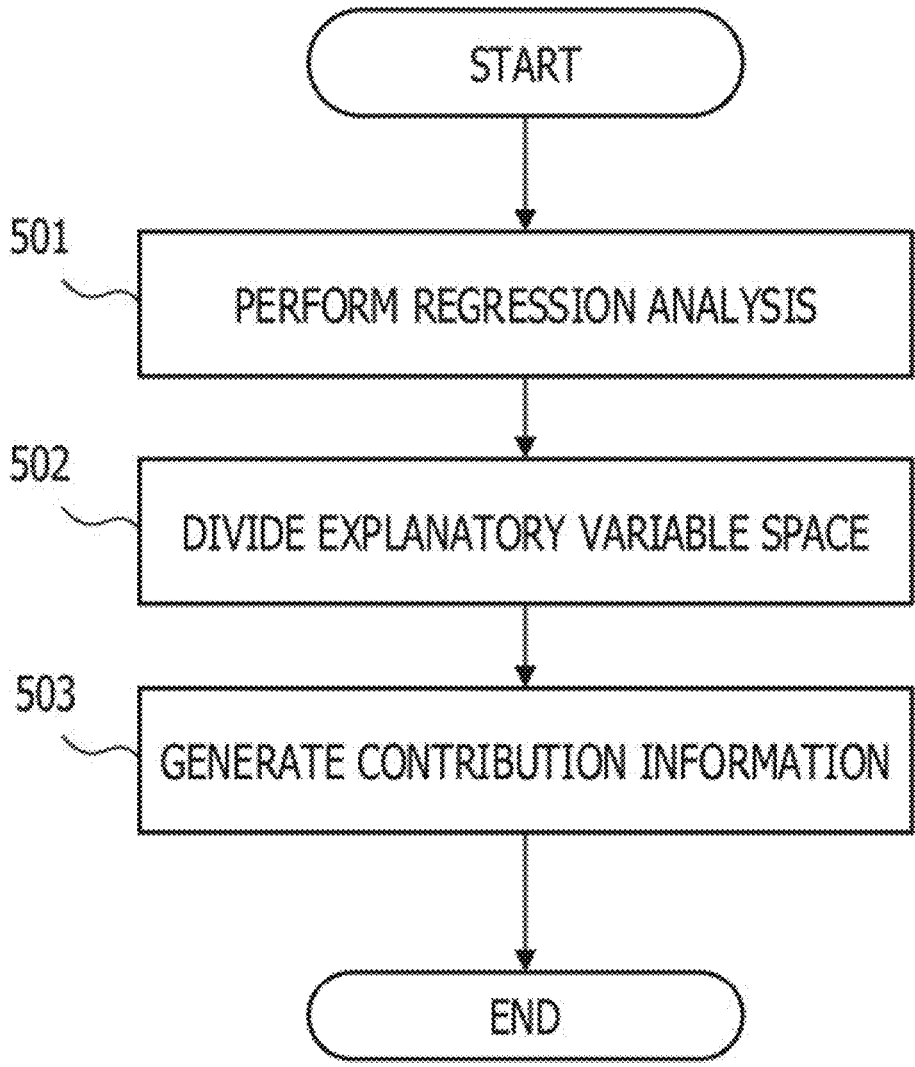 START
501
PERFORM REGRESSION ANALYSIS
502
DIVIDE EXPLANATORY VARIABLE SPACE
503
GENERATE CONTRIBUTION INFORMATION
END